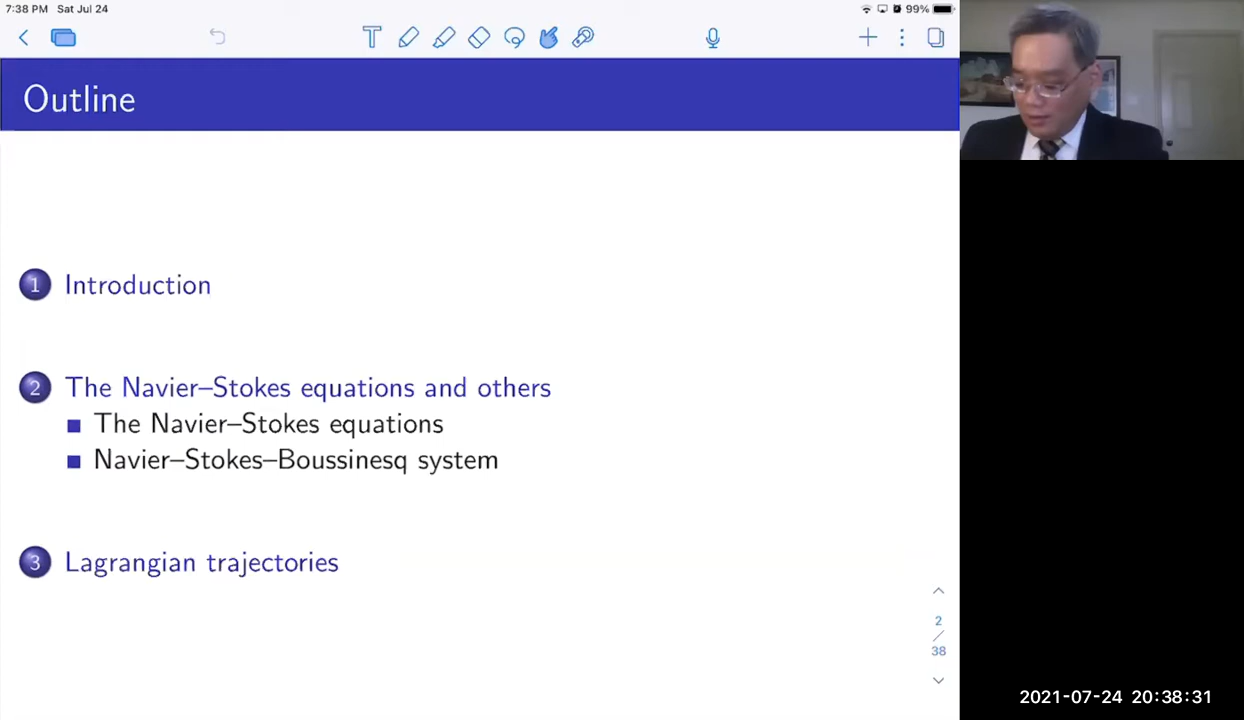 7:38 PM Sat Jul 24
99%
Outline
1 Introduction
2 The Navier–Stokes equations and others
The Navier–Stokes equations
Navier–Stokes–Boussinesq system
3 Lagrangian trajectories
2
/
38
2021-07-24 20:38:31